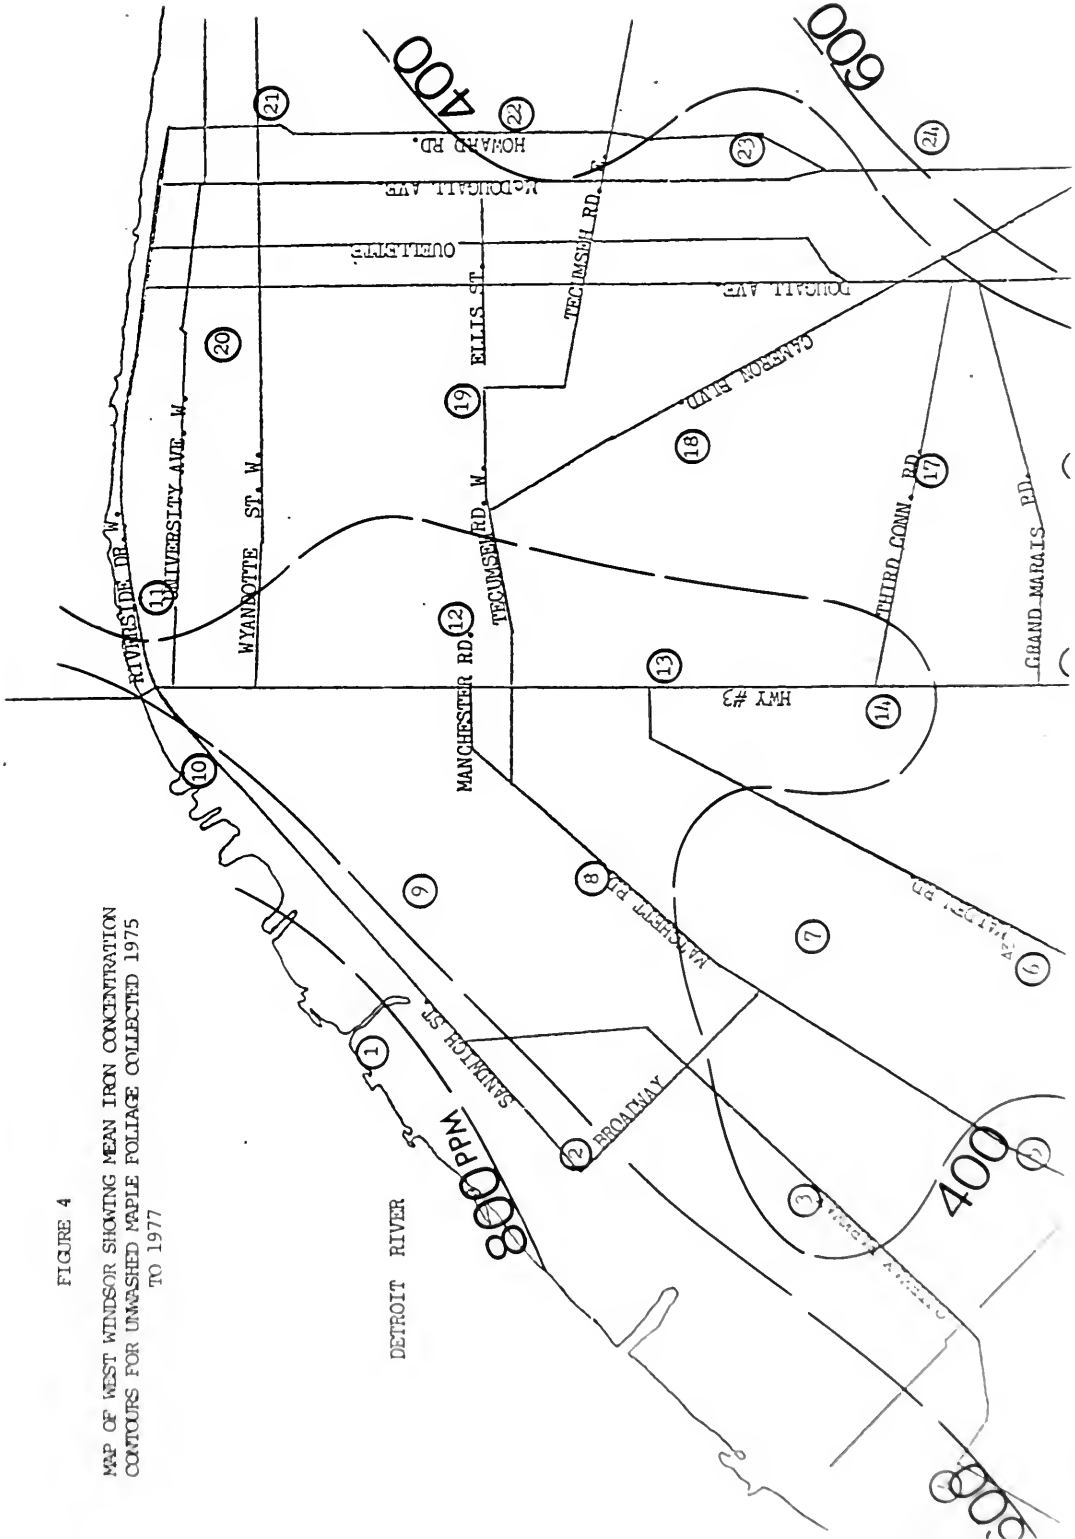 FIGURE 4
MAP OF WEST WINDSOR SHOWING MEAN IRON CONCENTRATION
CONTOURS FOR UNWASHED MAPLE FOLIAGE COLLECTED 1975
TO 1977
DETROIT RIVER
800 PPM
600
400
400
600
RIVERSIDE DR. W.
UNIVERSITY AVE. W.
WYANDOTTE ST. W.
ELLIS ST.
TECUMSEH RD. E.
TECUMSEH RD. W.
MANCHESTER RD.
THIRD CONN. RD.
GRAND MARAIS RD.
HOWARD RD.
McDOUGALL AVE
OUELLETTE
DOUGALL AVE.
CAMERON BLVD.
HWY #3
MATCHETT RD.
SANDWICH ST.
BROADWAY
1
2
3
5
6
7
8
9
10
11
12
13
14
17
18
19
20
21
22
23
24